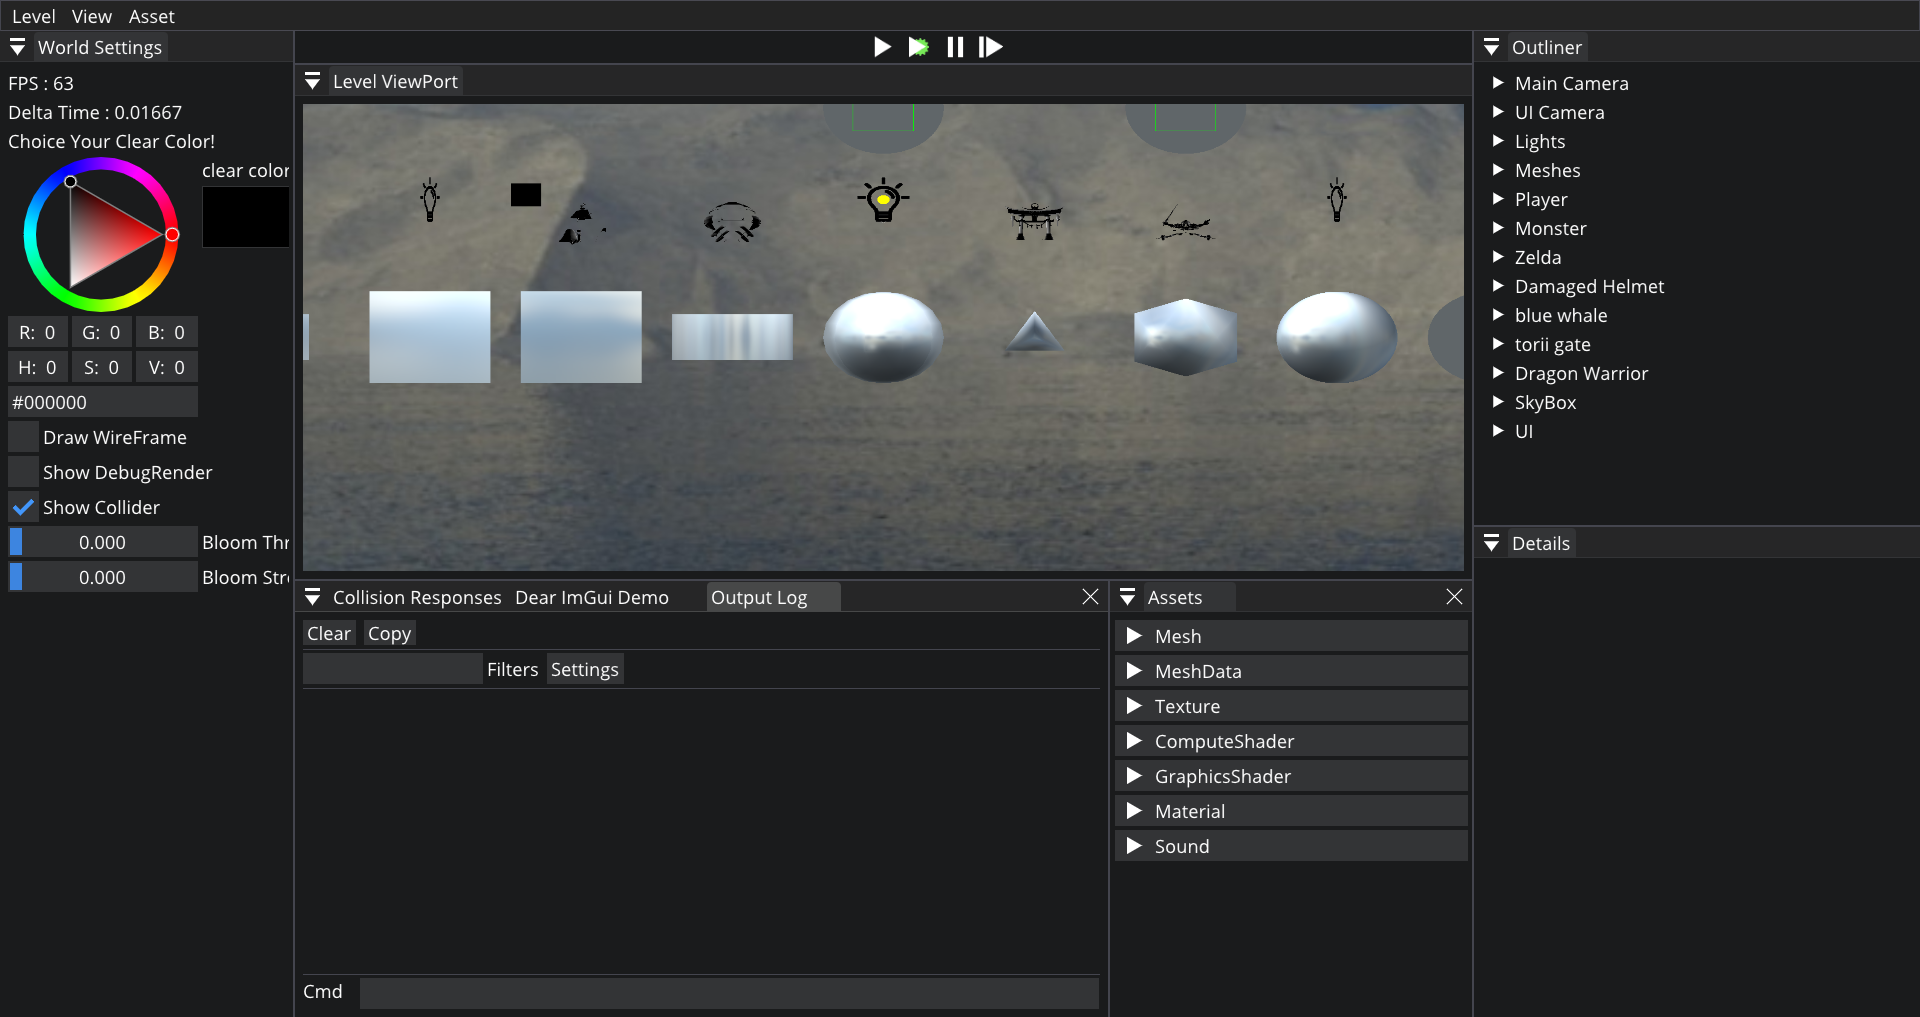 Level View Asset
World Settings
FPS : 63
Delta Time : 0.01667
Choice Your Clear Color!
clear color
R: 0 G: 0 B: 0
H: 0 S: 0 V: 0
#000000
Draw WireFrame
Show DebugRender
Show Collider
0.000 Bloom Thr
0.000 Bloom Str
Level ViewPort
Collision Responses Dear ImGui Demo Output Log
Clear Copy
Filters Settings
Cmd
Assets
Mesh
MeshData
Texture
ComputeShader
GraphicsShader
Material
Sound
Outliner
Main Camera
UI Camera
Lights
Meshes
Player
Monster
Zelda
Damaged Helmet
blue whale
torii gate
Dragon Warrior
SkyBox
UI
Details